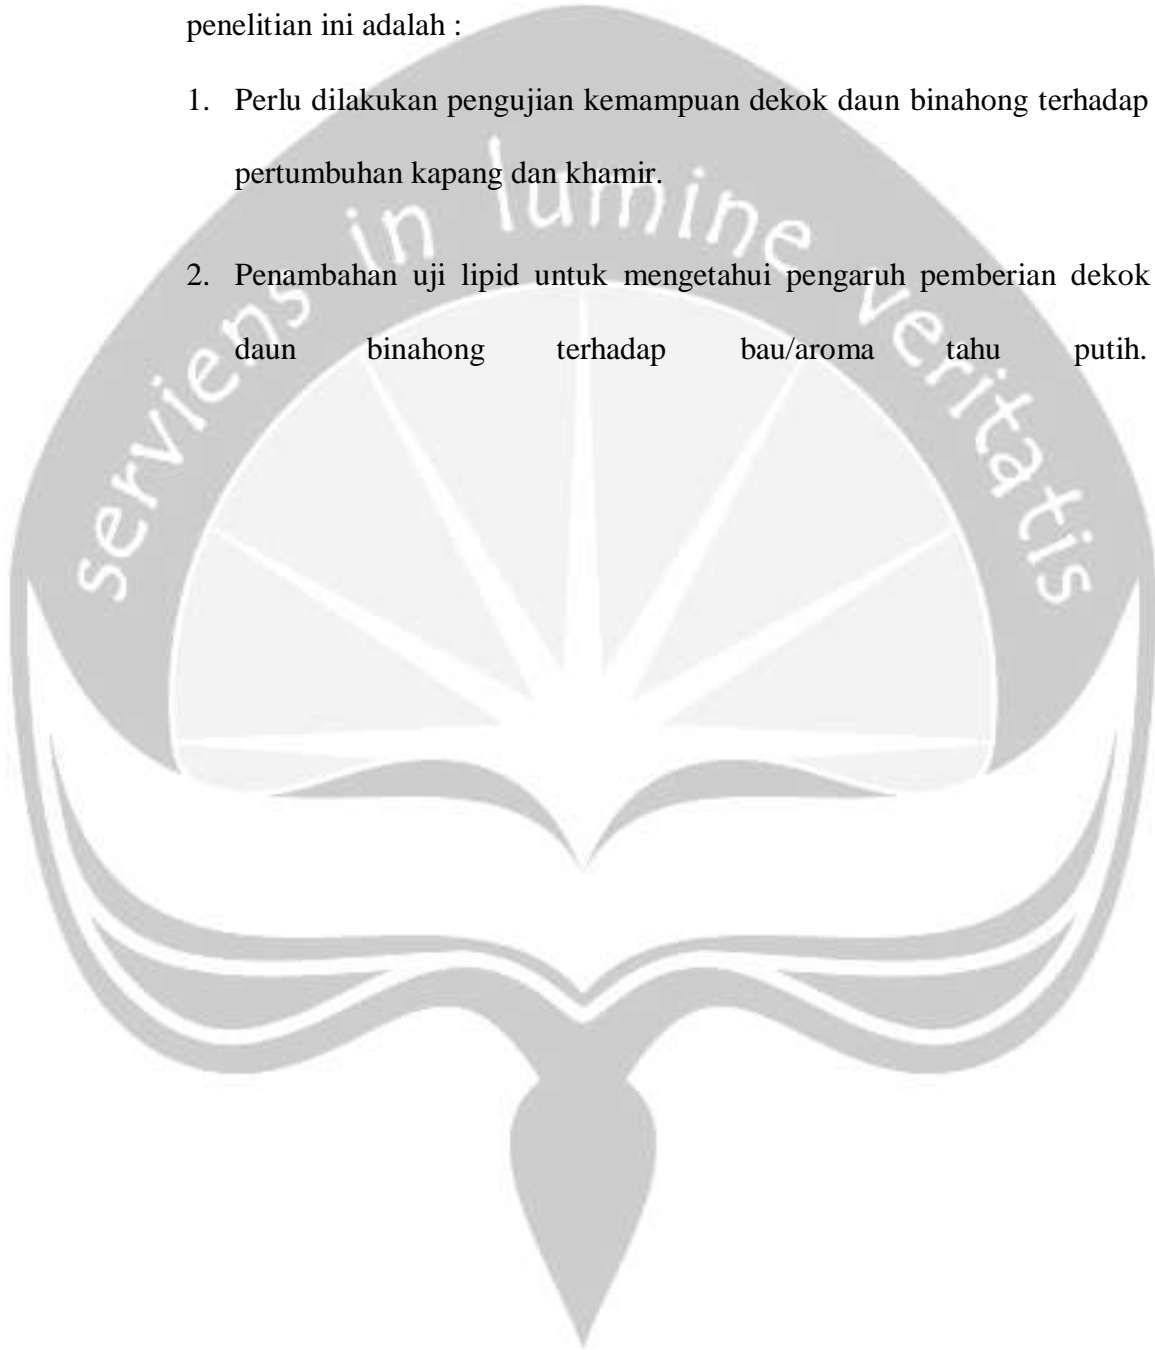 penelitian ini adalah :
1. Perlu dilakukan pengujian kemampuan dekok daun binahong terhadap
pertumbuhan kapang dan khamir.
2. Penambahan uji lipid untuk mengetahui pengaruh pemberian dekok
daun binahong terhadap bau/aroma tahu putih.
serviens in lumine veritatis